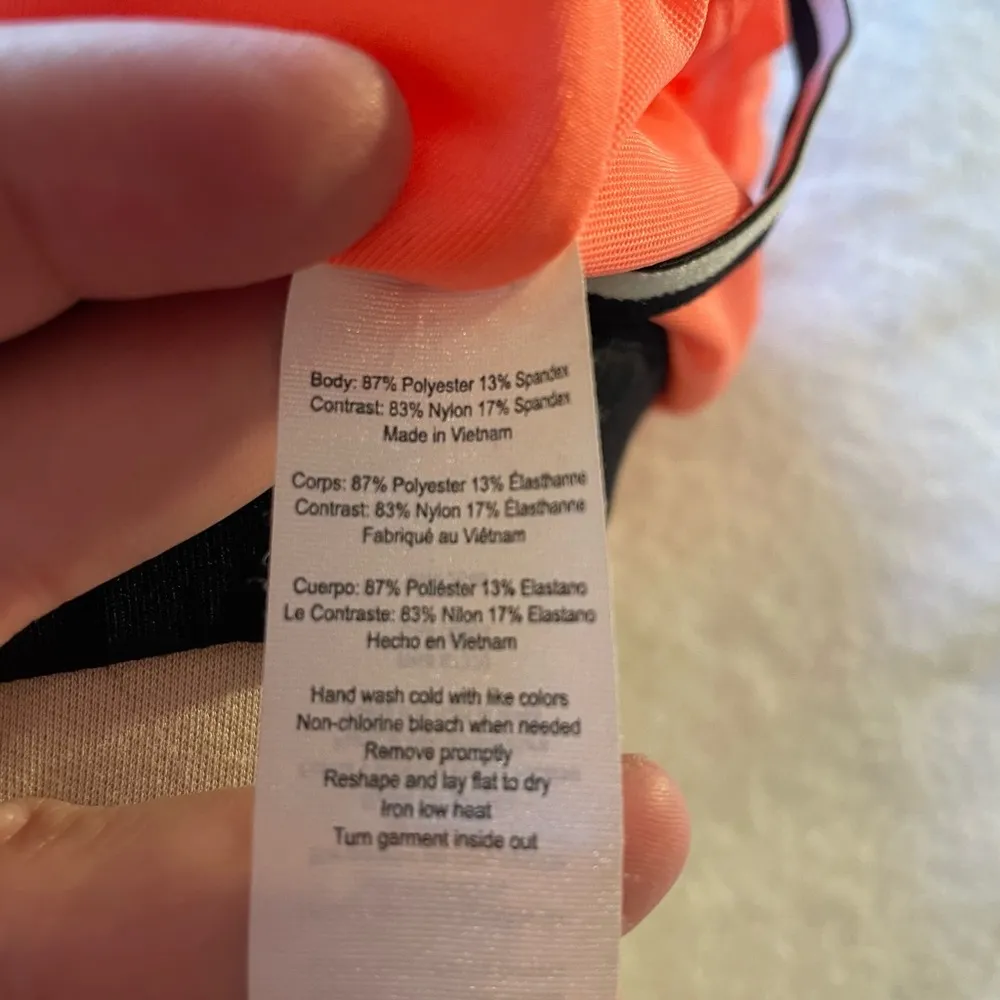 Body: 87% Polyester 13% Spandex
Contrast: 83% Nylon 17% Spandex
Made in Vietnam
Corps: 87% Polyester 13% Élasthanne
Contrast: 83% Nylon 17% Élasthanne
Fabriqué au Viêtnam
Cuerpo: 87% Poliéster 13% Elastano
Le Contraste: 83% Nilon 17% Elastano
Hecho en Vietnam
Hand wash cold with like colors
Non-chlorine bleach when needed
Remove promptly
Reshape and lay flat to dry
Iron low heat
Turn garment inside out